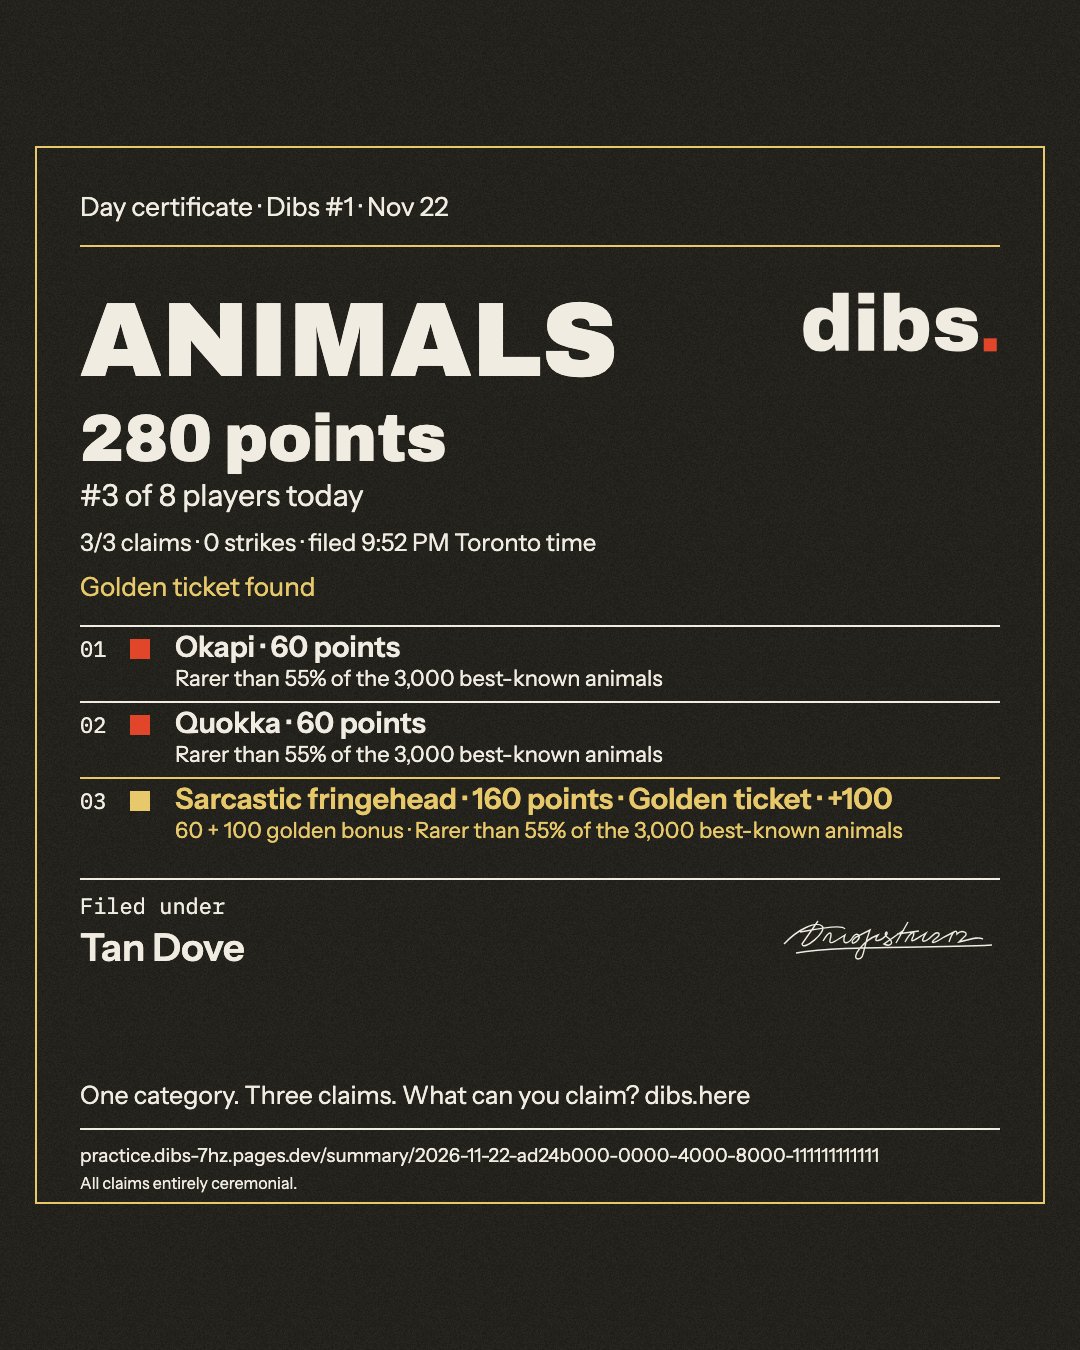 Day certificate · Dibs #1 · Nov 22
ANIMALS
dibs.
280 points
#3 of 8 players today
3/3 claims · 0 strikes · filed 9:52 PM Toronto time
Golden ticket found
01 Okapi · 60 points
Rarer than 55% of the 3,000 best-known animals
02 Quokka · 60 points
Rarer than 55% of the 3,000 best-known animals
03 Sarcastic fringehead · 160 points · Golden ticket · +100
60 + 100 golden bonus · Rarer than 55% of the 3,000 best-known animals
Filed under
Tan Dove
One category. Three claims. What can you claim? dibs.here
practice.dibs-7hz.pages.dev/summary/2026-11-22-ad24b000-0000-4000-8000-111111111111
All claims entirely ceremonial.